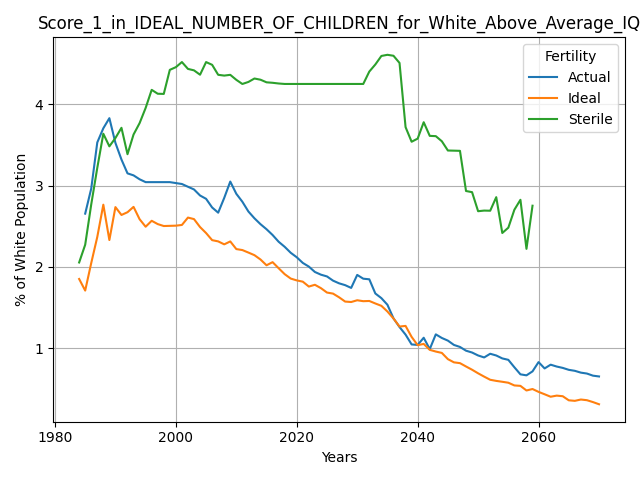 Score_1_in_IDEAL_NUMBER_OF_CHILDREN_for_White_Above_Average_IQ
Fertility
Actual
Ideal
Sterile
% of White Population
4
3
2
1
1980 2000 2020 2040 2060
Years